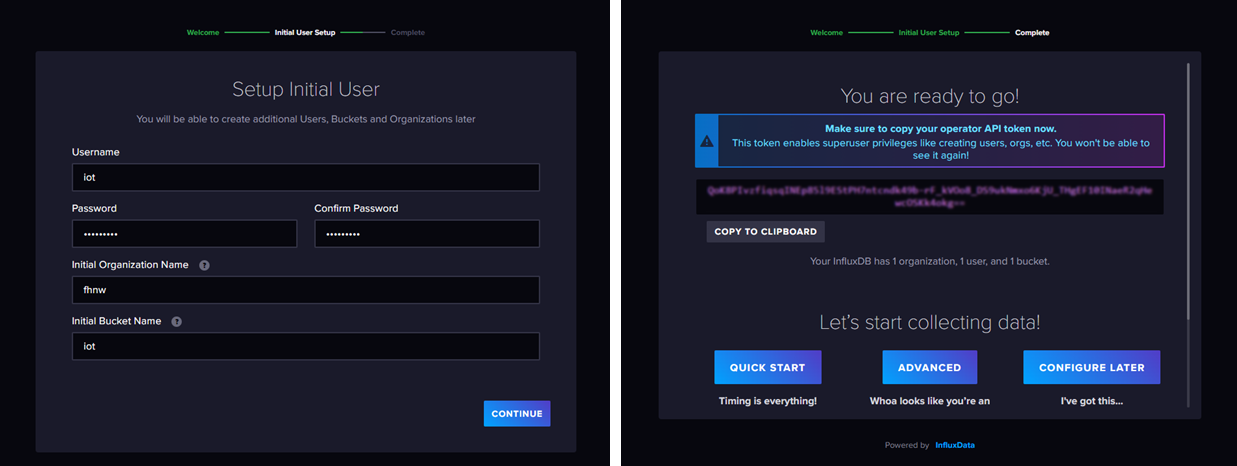 Welcome Initial User Setup Complete
Setup Initial User
You will be able to create additional Users, Buckets and Organizations later
Username
iot
Password Confirm Password
••••••••• •••••••••
Initial Organization Name ?
fhnw
Initial Bucket Name ?
iot
CONTINUE
Welcome Initial User Setup Complete
You are ready to go!
Make sure to copy your operator API token now.
This token enables superuser privileges like creating users, orgs, etc. You won't be able to
see it again!
COPY TO CLIPBOARD
Your InfluxDB has 1 organization, 1 user, and 1 bucket.
Let's start collecting data!
QUICK START ADVANCED CONFIGURE LATER
Timing is everything! Whoa looks like you're an I've got this...
Powered by InfluxData